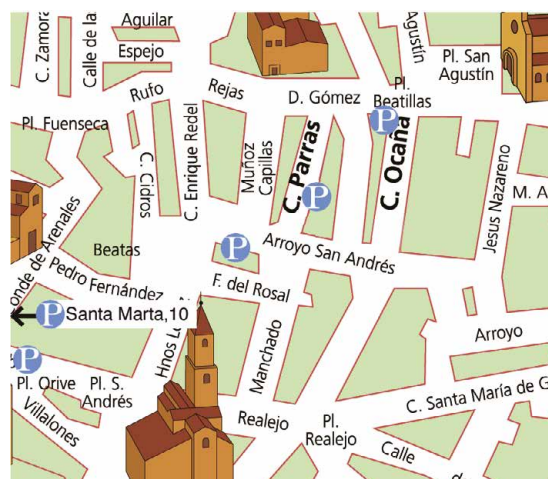 C. Zamora
Calle de la
Aguilar
Espejo
Agustín
Pl. San
Agustín
Rufo
Rejas
D. Gómez
Pl.
Beatillas
P
Pl. Fuenseca
C. Cidros
C. Enrique Redel
Muñoz
Capillas
C. Parras
P
C. Ocaña
Jesus Nazareno
M. A
onde de Arenales
Beatas
P
Arroyo San Andrés
Pedro Fernández
F. del Rosal
P Santa Marta,10
Hnos L
Manchado
Arroyo
P
Pl. Orive
Pl. S.
Andrés
Villalones
Realejo
Pl.
Realejo
C. Santa María de G
Calle